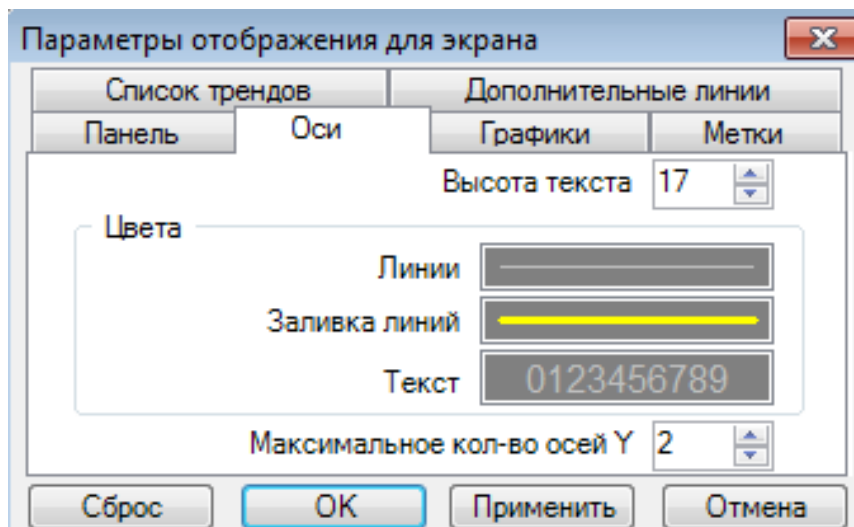 Параметры отображения для экрана
Список трендов Дополнительные линии
Панель Оси Графики Метки
Высота текста 17
Цвета
Линии
Заливка линий
Текст 0123456789
Максимальное кол-во осей Y 2
Сброс ОК Применить Отмена